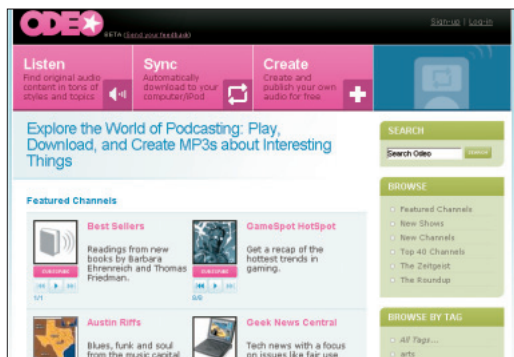 ODEO
BETA (Send your feedback)
Sign-up | Log-in
Listen
Find original audio
content in tons of
styles and topics
Sync
Automatically
download to your
computer/iPod
Create
Create and
publish your own
audio for free
Explore the World of Podcasting: Play,
Download, and Create MP3s about Interesting
Things
Featured Channels
Best Sellers
Readings from new
books by Barbara
Ehrenreich and Thomas
Friedman.
SUBSCRIBE
1/1
GameSpot HotSpot
Get a recap of the
hottest trends in
gaming.
SUBSCRIBE
Austin Riffs
Blues, funk and soul
from the music capital
Geek News Central
Tech news with a focus
on issues like fair use
SEARCH
Search Odeo
SEARCH
BROWSE
Featured Channels
New Shows
New Channels
Top 40 Channels
The Zeitgeist
The Roundup
BROWSE BY TAG
All Tags...
arts